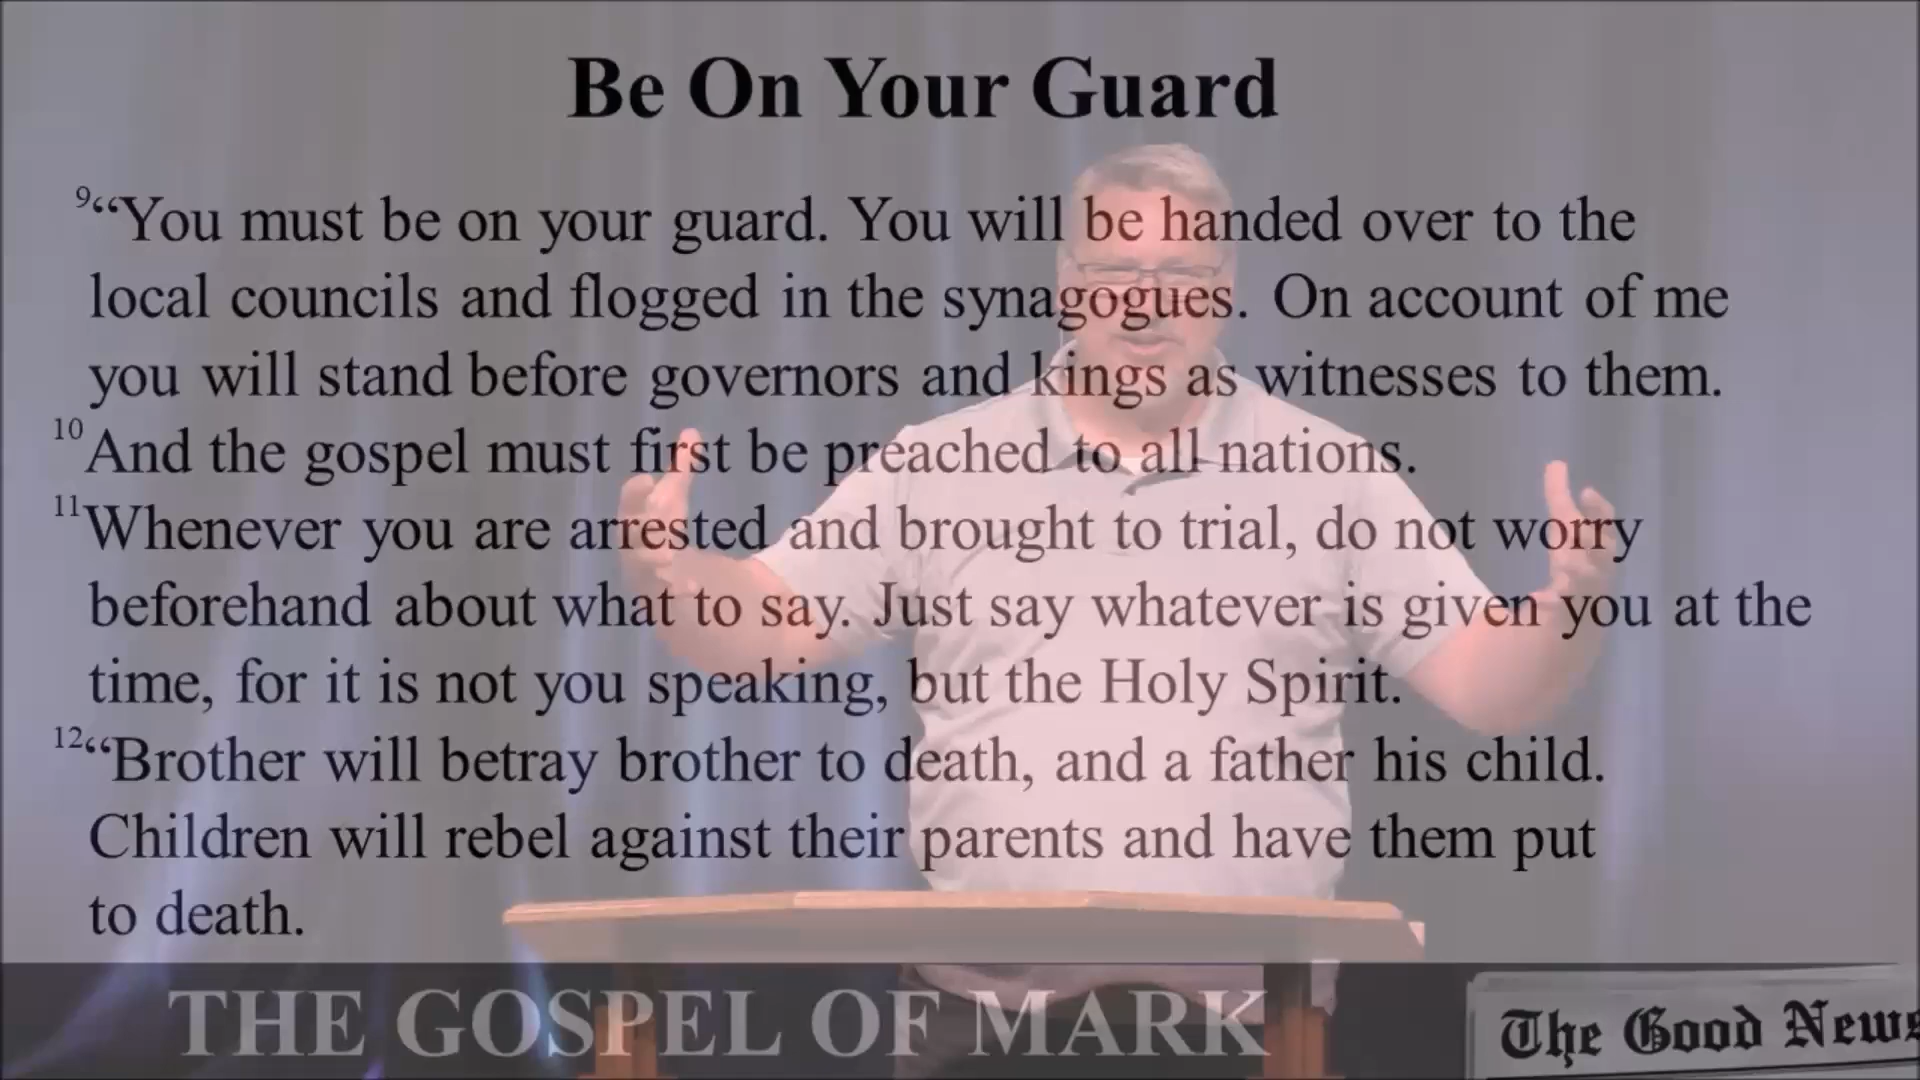 Be On Your Guard
9“You must be on your guard. You will be handed over to the
local councils and flogged in the synagogues. On account of me
you will stand before governors and kings as witnesses to them.
10And the gospel must first be preached to all nations.
11Whenever you are arrested and brought to trial, do not worry
beforehand about what to say. Just say whatever is given you at the
time, for it is not you speaking, but the Holy Spirit.
12“Brother will betray brother to death, and a father his child.
Children will rebel against their parents and have them put
to death.
THE GOSPEL OF MARK
The Good News